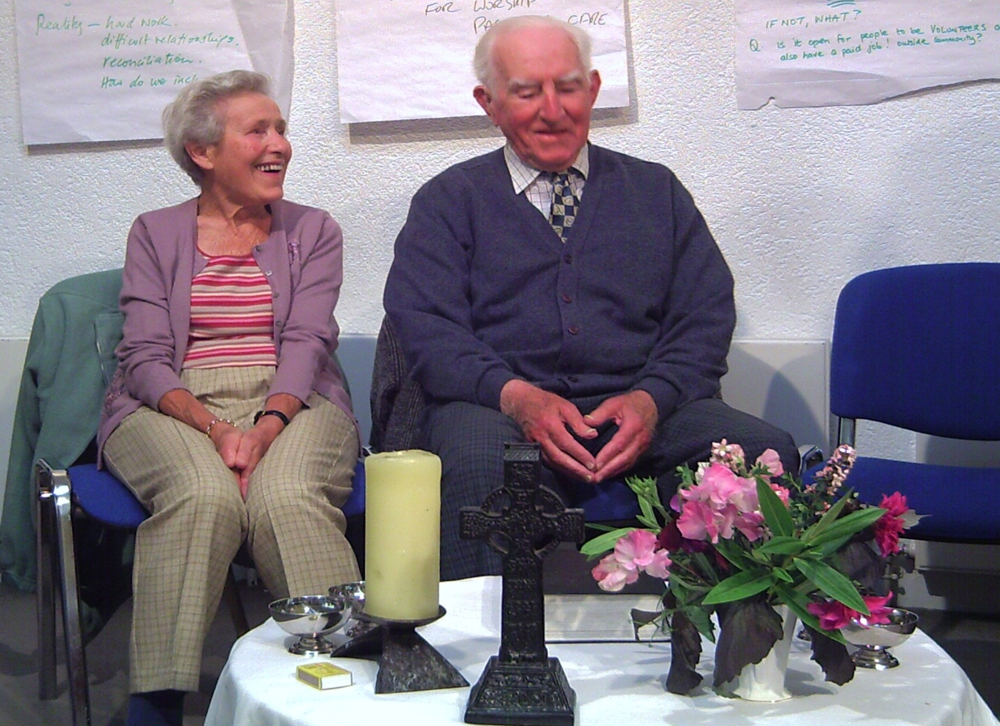 Reality – hard work.
difficult relationships,
reconciliation.
How do we incl
FOR WORSHIP
CARE
IF NOT, WHAT?
Q. Is it open for people to be VOLUNTEERS
also have a paid job! outside community?